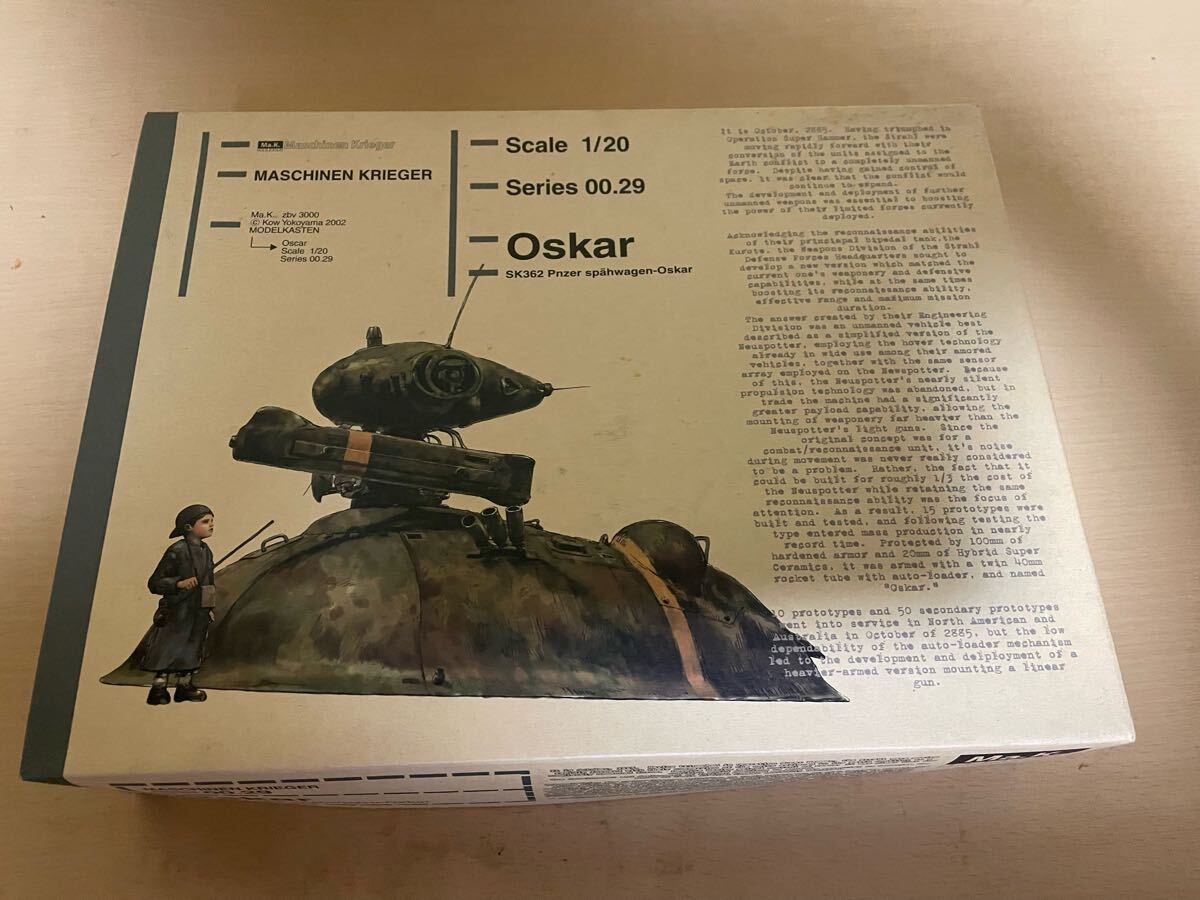 Ma.K. Maschinen Krieger
MASCHINEN KRIEGER
Ma.K.. zbv 3000
© Kow Yokoyama 2002
MODELKASTEN
Oscar
Scale 1/20
Series 00.29
Scale 1/20
Series 00.29
Oskar
SK362 Pnzer spähwagen-Oskar
It is October, 2885. Having triumphed in
Operation Super Hammer, the Strahl were
moving rapidly forward with their
conversion of the units assigned to the
Earth conflict to a completely unmanned
force. Despite having gained control of
space, it was clear that the conflict would
continue to expand.
The development and deployment of further
unmanned weapons was essential to boosting
the power of their limited forces currently
deployed.
Acknowledging the reconnaissance abilities
of their principal bipedal tank, the
Kurote, the Weapons Division of the Strahl
Defense Forces Headquarters sought to
develop a new version which matched the
current one's weaponery and defensive
capabilities, while at the same times
boosting its reconnaissance ability,
effective range and maximum mission
duration.
The answer created by their Engineering
Division was an unmanned vehicle best
described as a simplified version of the
Neuspotter, employing the hover technology
already in wide use among their amored
vehicles, together with the same sensor
array employed on the Newspotter. Because
of this, the Neuspotter's nearly silent
propulsion technology was abandoned, but in
trade the machine had a significantly
greater payload capability, allowing the
mounting of weaponery far heavier than the
Neuspotter's light guns. Since the
original concept was for a
combat/reconnaissance unit, it's noise
during movement was never really considered
to be a problem. Rather, the fact that it
could be built for roughly 1/3 the cost of
the Neuspotter while retaining the same
reconnaissance ability was the focus of
attention. As a result, 15 prototypes were
built and tested, and following testing the
type entered mass production in nearly
record time. Protected by 100mm of
hardened armor and 20mm of Hybrid Super
Ceramics, it was armed with a twin 40mm
rocket tube with auto-loader, and named
"Oskar."
10 prototypes and 50 secondary prototypes
went into service in North American and
Australia in October of 2885, but the low
dependability of the auto-loader mechanism
led to the development and delployment of a
heavier-armed version mounting a linear
gun.
MASCHINEN KRIEGER